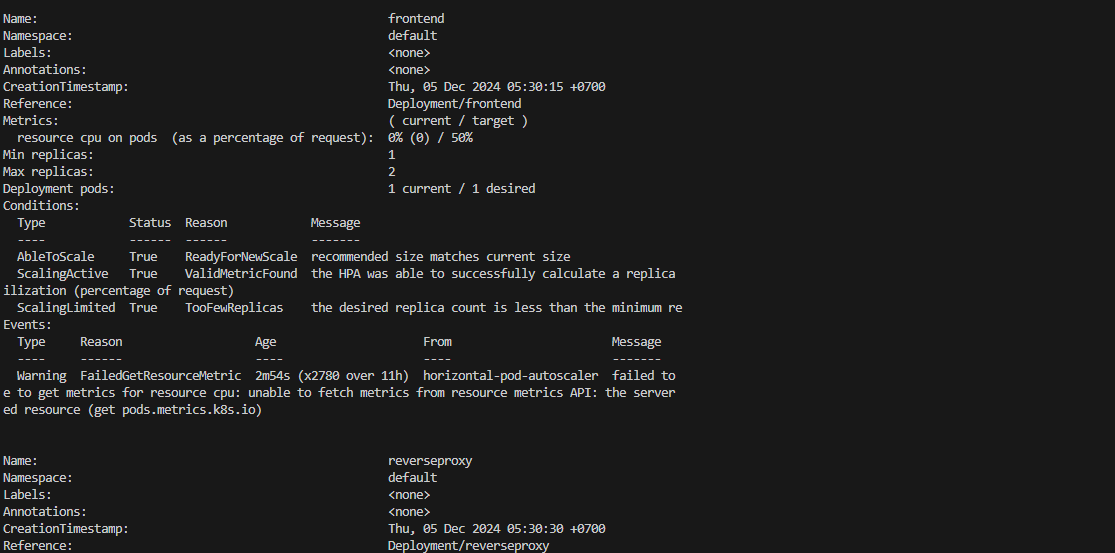 Name:                                                  frontend
Namespace:                                             default
Labels:                                                <none>
Annotations:                                           <none>
CreationTimestamp:                                     Thu, 05 Dec 2024 05:30:15 +0700
Reference:                                             Deployment/frontend
Metrics:                                               ( current / target )
  resource cpu on pods  (as a percentage of request):  0% (0) / 50%
Min replicas:                                          1
Max replicas:                                          2
Deployment pods:                                       1 current / 1 desired
Conditions:
  Type            Status  Reason            Message
  ----            ------  ------            -------
  AbleToScale     True    ReadyForNewScale  recommended size matches current size
  ScalingActive   True    ValidMetricFound  the HPA was able to successfully calculate a replica
ilization (percentage of request)
  ScalingLimited  True    TooFewReplicas    the desired replica count is less than the minimum re
Events:
  Type     Reason                   Age                     From                       Message
  ----     ------                   ----                    ----                       -------
  Warning  FailedGetResourceMetric  2m54s (x2780 over 11h)  horizontal-pod-autoscaler  failed to
e to get metrics for resource cpu: unable to fetch metrics from resource metrics API: the server
ed resource (get pods.metrics.k8s.io)
Name:                                                  reverseproxy
Namespace:                                             default
Labels:                                                <none>
Annotations:                                           <none>
CreationTimestamp:                                     Thu, 05 Dec 2024 05:30:30 +0700
Reference:                                             Deployment/reverseproxy